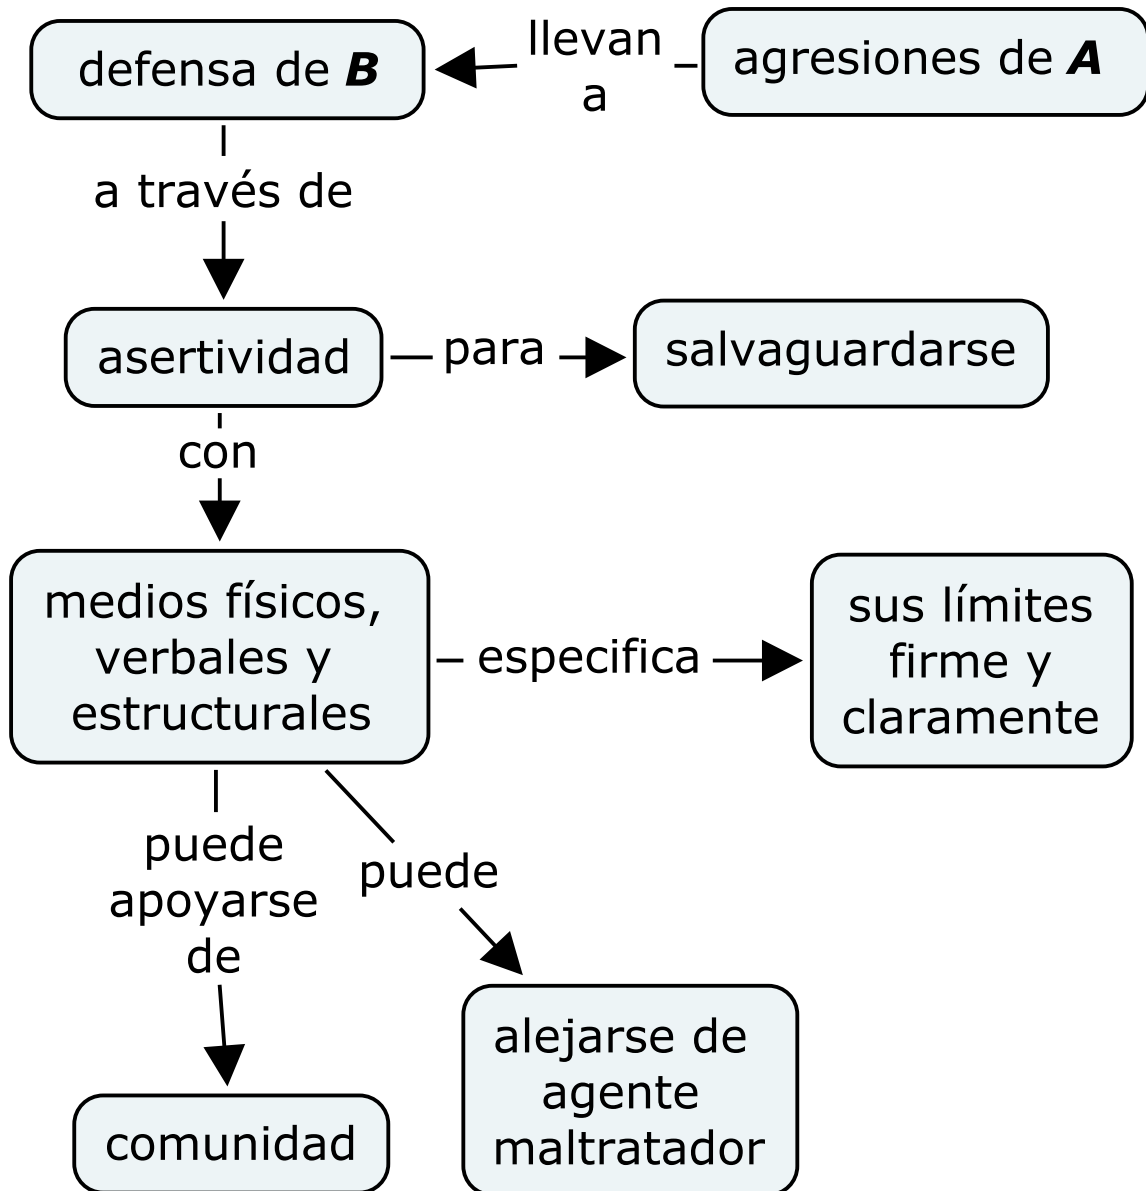 agresiones de A
llevan
a
defensa de B
a través de
asertividad
para
salvaguardarse
con
medios físicos,
verbales y
estructurales
especifica
sus límites
firme y
claramente
puede
apoyarse
de
comunidad
puede
alejarse de
agente
maltratador